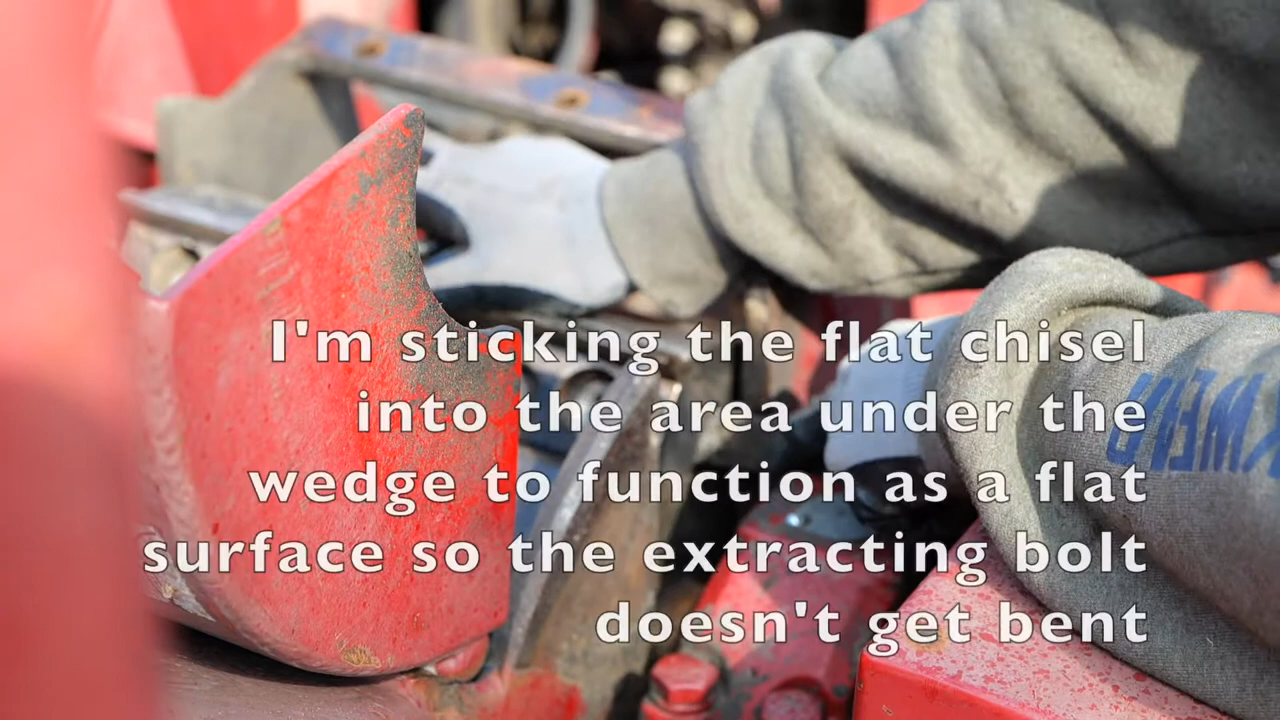 I'm sticking the flat chisel
into the area under the
wedge to function as a flat
surface so the extracting bolt
doesn't get bent